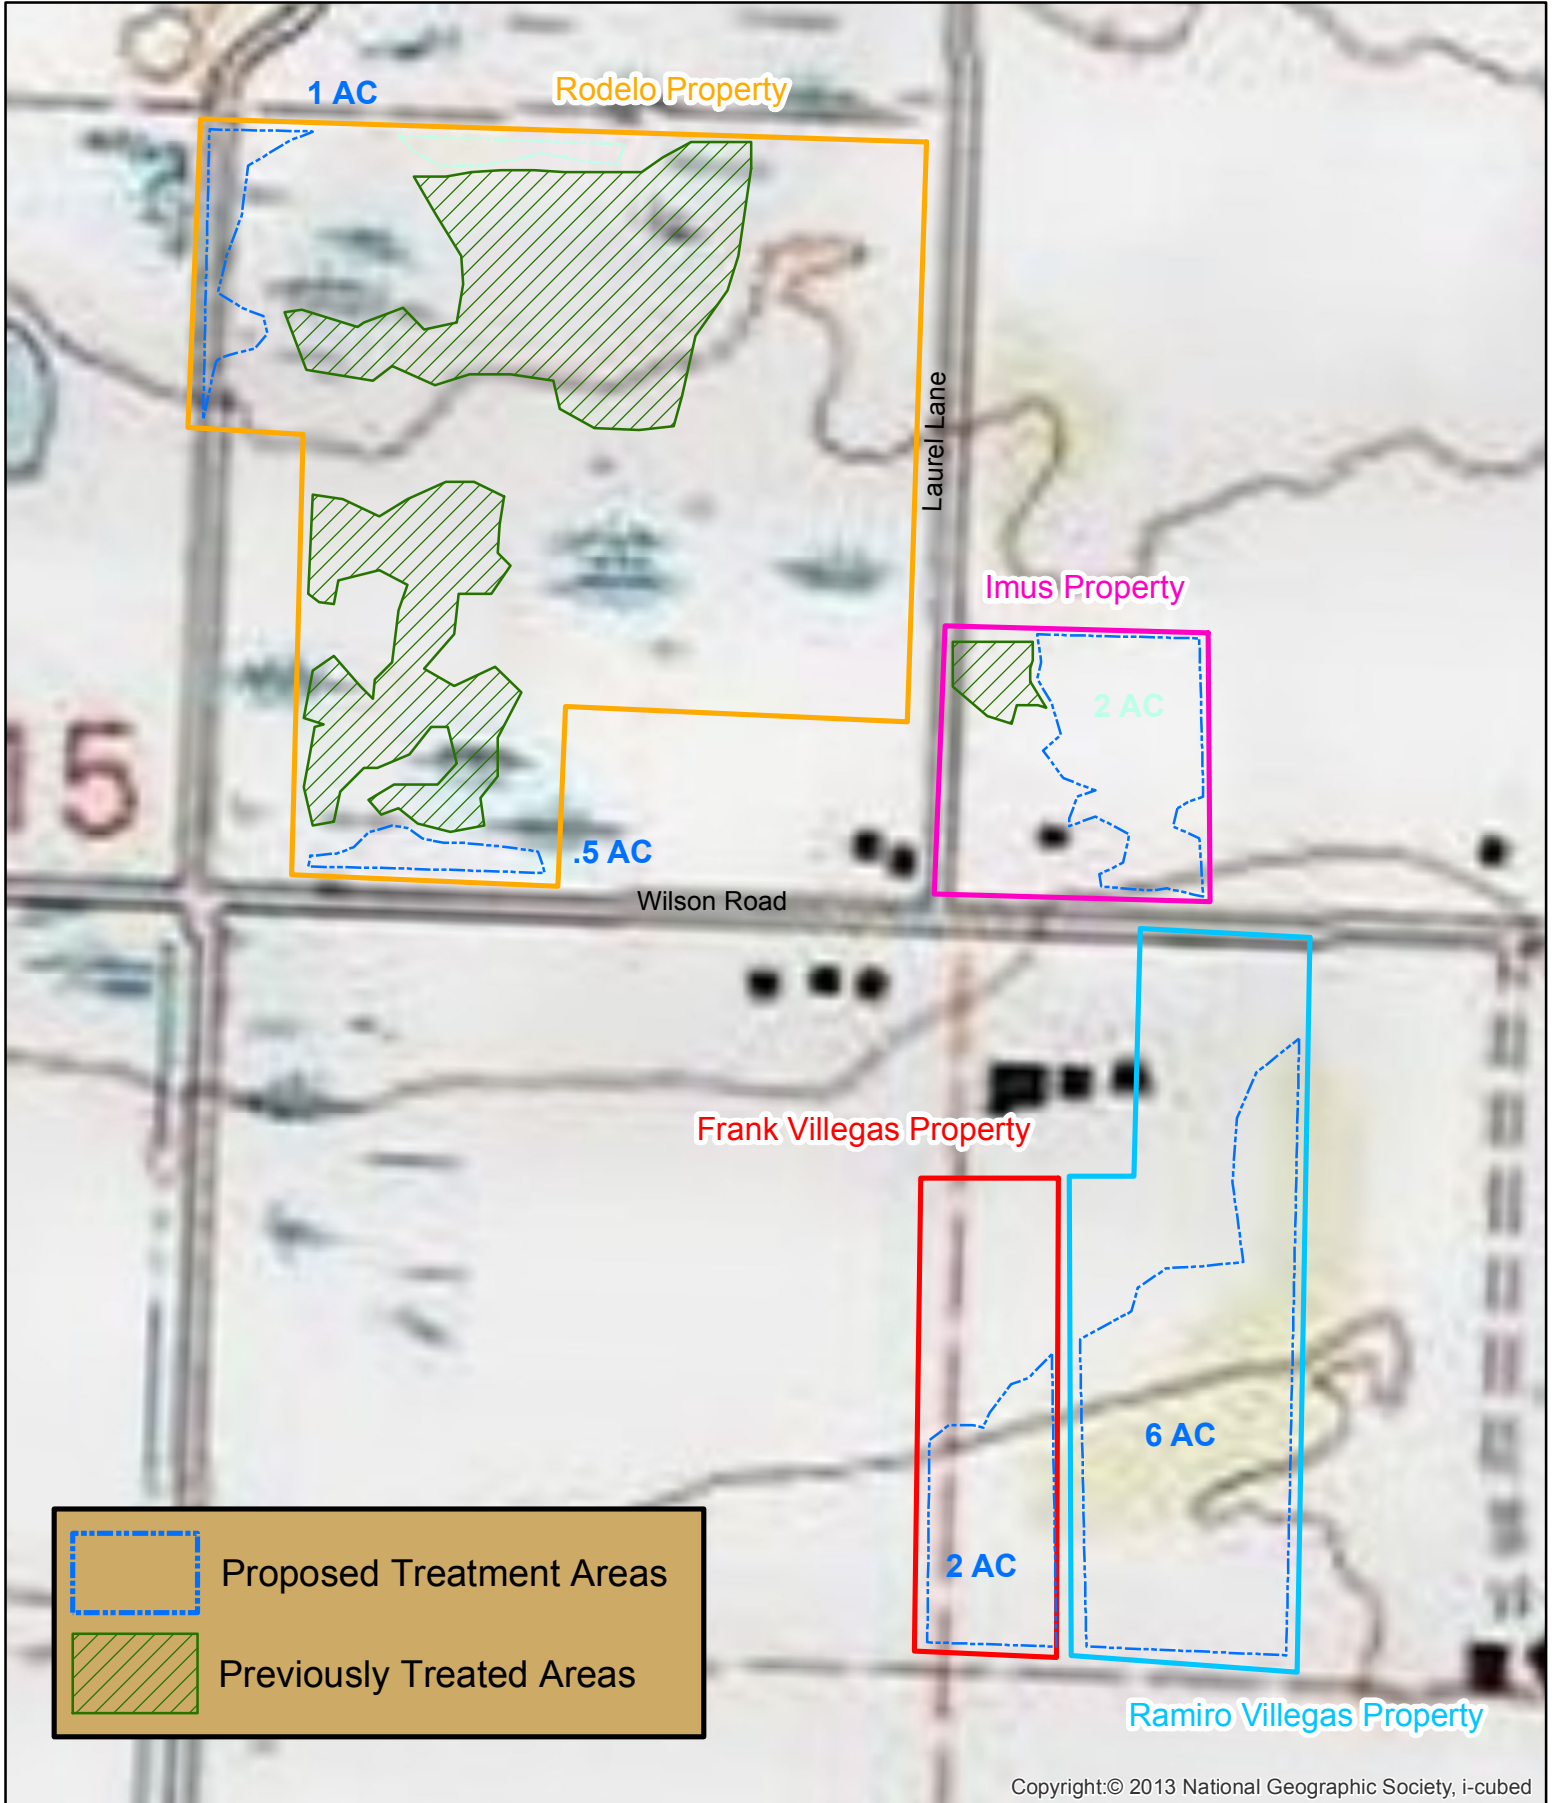 1 AC
Rodelo Property
Laurel Lane
Imus Property
2 AC
15
.5 AC
Wilson Road
Frank Villegas Property
6 AC
2 AC
Proposed Treatment Areas
Previously Treated Areas
Ramiro Villegas Property
Copyright:© 2013 National Geographic Society, i-cubed